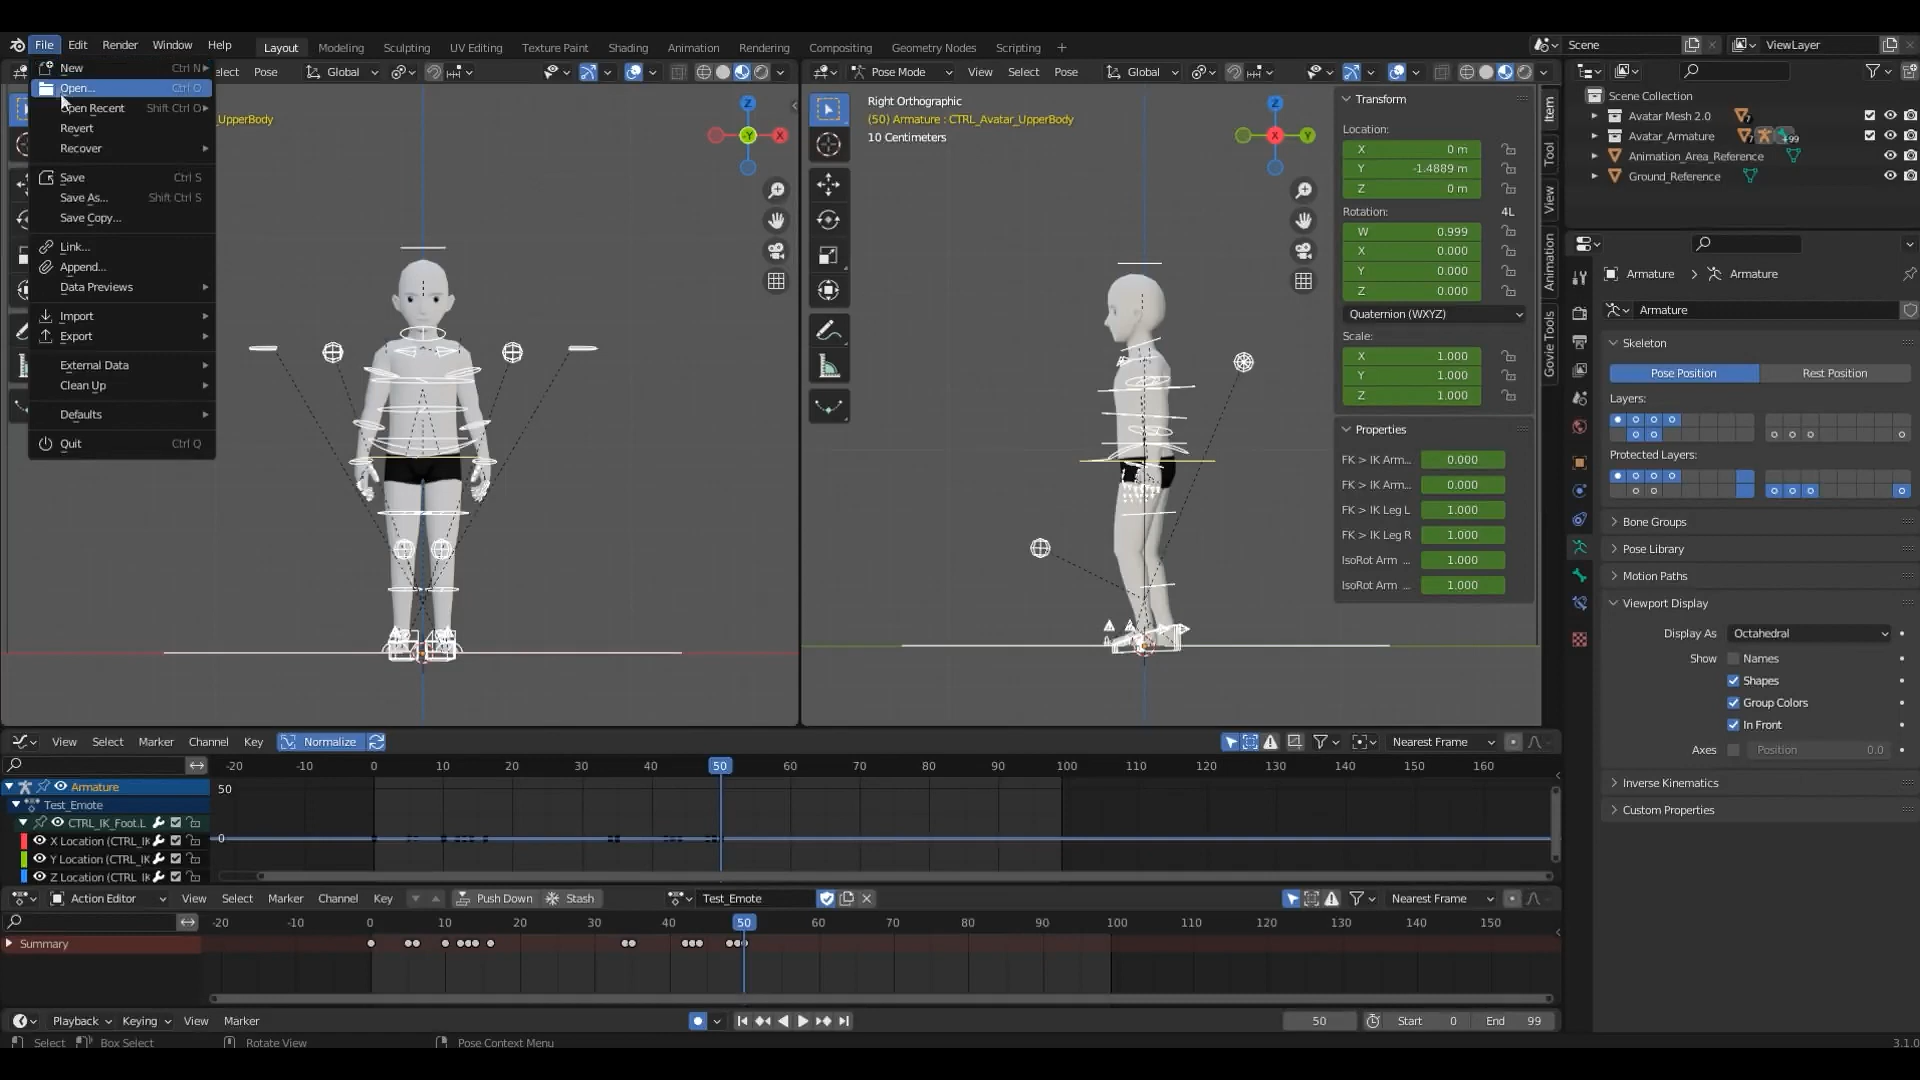 File Edit Render Window Help Layout Modeling Sculpting UV Editing Texture Paint Shading Animation Rendering Compositing Geometry Nodes Scripting + Scene ViewLayer
New Ctrl N
Open... Ctrl O
Open Recent Shift Ctrl O
Revert
Recover
Save Ctrl S
Save As... Shift Ctrl S
Save Copy...
Link...
Append...
Data Previews
Import
Export
External Data
Clean Up
Defaults
Quit Ctrl Q
elect Pose Global
_UpperBody
Z
-Y X
Pose Mode View Select Pose Global
Right Orthographic
(50) Armature : CTRL_Avatar_UpperBody
10 Centimeters
Z
X Y
Transform
Location:
X 0 m
Y -1.4889 m
Z 0 m
Rotation: 4L
W 0.999
X 0.000
Y 0.000
Z 0.000
Quaternion (WXYZ)
Scale:
X 1.000
Y 1.000
Z 1.000
Properties
FK > IK Arm... 0.000
FK > IK Arm... 0.000
FK > IK Leg L 1.000
FK > IK Leg R 1.000
IsoRot Arm ... 1.000
IsoRot Arm ... 1.000
Item
Tool
View
Animation
Govie Tools
Scene Collection
Avatar Mesh 2.0 7
Avatar_Armature 7 99
Animation_Area_Reference
Ground_Reference
Armature > Armature
Armature
Skeleton
Pose Position Rest Position
Layers:
Protected Layers:
Bone Groups
Pose Library
Motion Paths
Viewport Display
Display As Octahedral
Show Names
Shapes
Group Colors
In Front
Axes Position 0.0
Inverse Kinematics
Custom Properties
View Select Marker Channel Key Normalize Nearest Frame
-20 -10 0 10 20 30 40 50 60 70 80 90 100 110 120 130 140 150 160
Armature
Test_Emote
CTRL_IK_Foot.L
X Location (CTRL_IK
Y Location (CTRL_IK
Z Location (CTRL_IK
50
0
Action Editor View Select Marker Channel Key Push Down Stash Test_Emote Nearest Frame
-20 -10 0 10 20 30 40 50 60 70 80 90 100 110 120 130 140 150
Summary
Playback Keying View Marker 50 Start 0 End 99
Select Box Select Rotate View Pose Context Menu 3.1.0